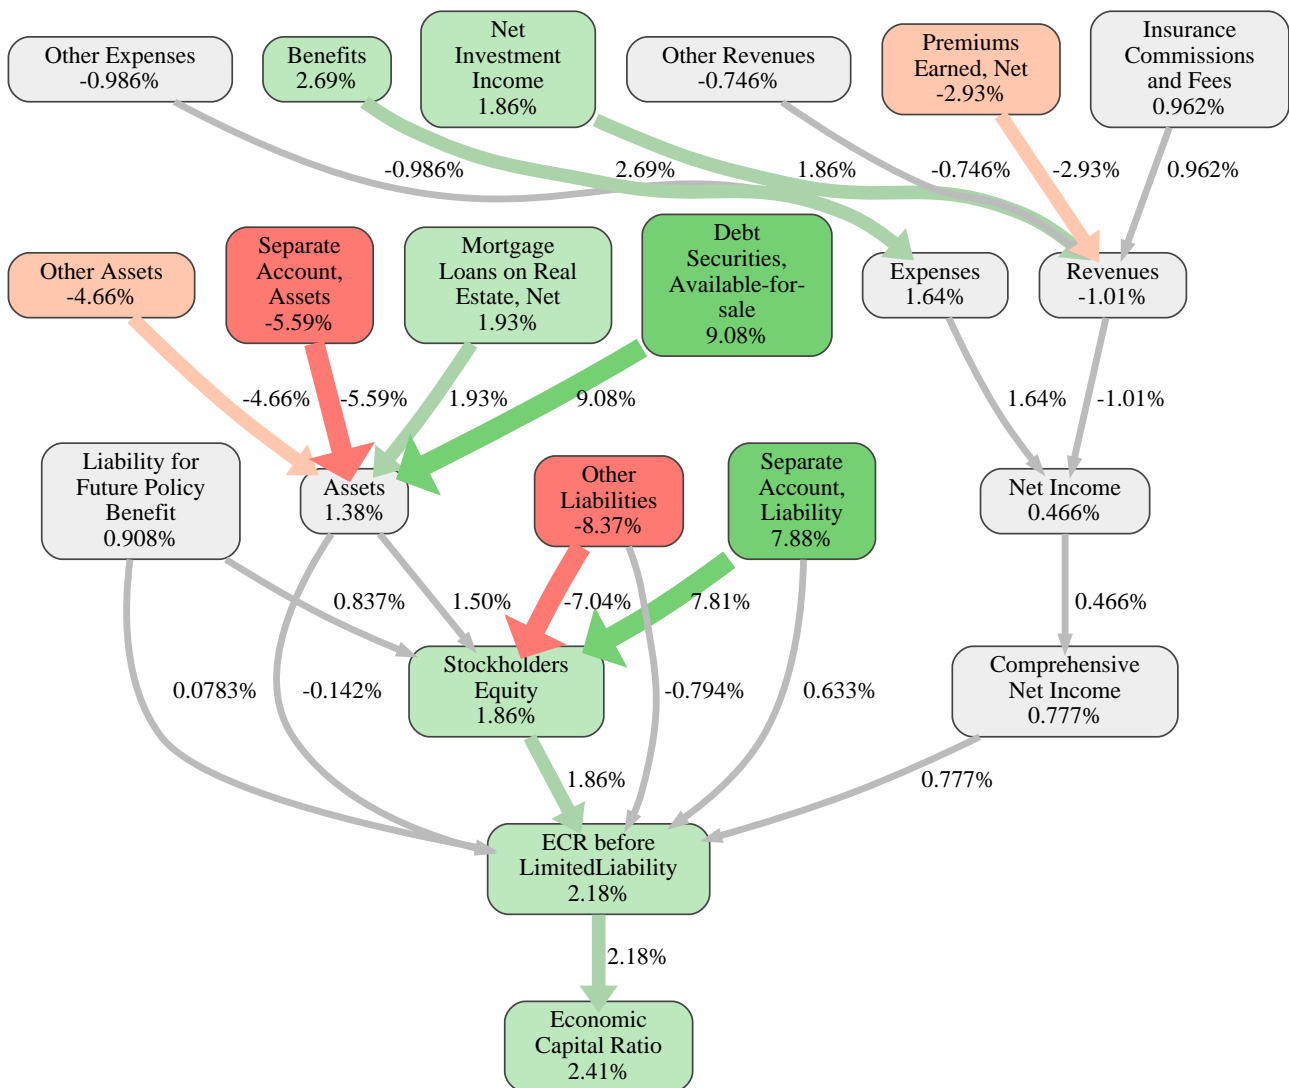 Other Expenses
-0.986%
Benefits
2.69%
Net
Investment
Income
1.86%
Other Revenues
-0.746%
Premiums
Earned, Net
-2.93%
Insurance
Commissions
and Fees
0.962%
-0.986%
2.69%
1.86%
-0.746%
-2.93%
0.962%
Other Assets
-4.66%
Separate
Account,
Assets
-5.59%
Mortgage
Loans on Real
Estate, Net
1.93%
Debt
Securities,
Available-for-
sale
9.08%
Expenses
1.64%
Revenues
-1.01%
-4.66%
-5.59%
1.93%
9.08%
1.64%
-1.01%
Liability for
Future Policy
Benefit
0.908%
Assets
1.38%
Other
Liabilities
-8.37%
Separate
Account,
Liability
7.88%
Net Income
0.466%
0.837%
1.50%
-7.04%
7.81%
0.466%
0.0783%
-0.142%
Stockholders
Equity
1.86%
-0.794%
0.633%
Comprehensive
Net Income
0.777%
1.86%
0.777%
ECR before
LimitedLiability
2.18%
2.18%
Economic
Capital Ratio
2.41%